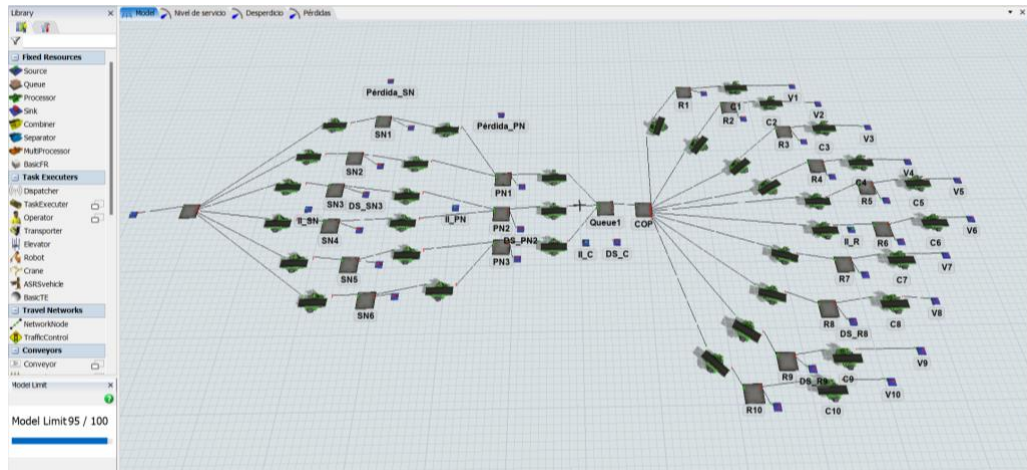 Library
Model
Nivel de servicio
Desperdicio
Pérdidas
Fixed Resources
Source
Queue
Processor
Sink
Combiner
Separator
MultiProcessor
BasicFR
Task Executers
Dispatcher
TaskExecuter
Operator
Transporter
Elevator
Robot
Crane
ASRSvehicle
BasicTE
Travel Networks
NetworkNode
TrafficControl
Conveyors
Conveyor
Model Limit
Model Limit 95 / 100
Pérdida_SN
Pérdida_PN
SN1
SN2
SN3
DS_SN3
II_SN
SN4
SN5
SN6
II_PN
PN1
PN2
DS_PN2
PN3
Queue1
COP
II_C
DS_C
R1
C1
V1
R2
C2
V2
R3
C3
V3
R4
C4
V4
R5
C5
V5
II_R
R6
C6
V6
R7
C7
V7
R8
DS_R8
C8
V8
R9
DS_R9
C9
V9
R10
C10
V10